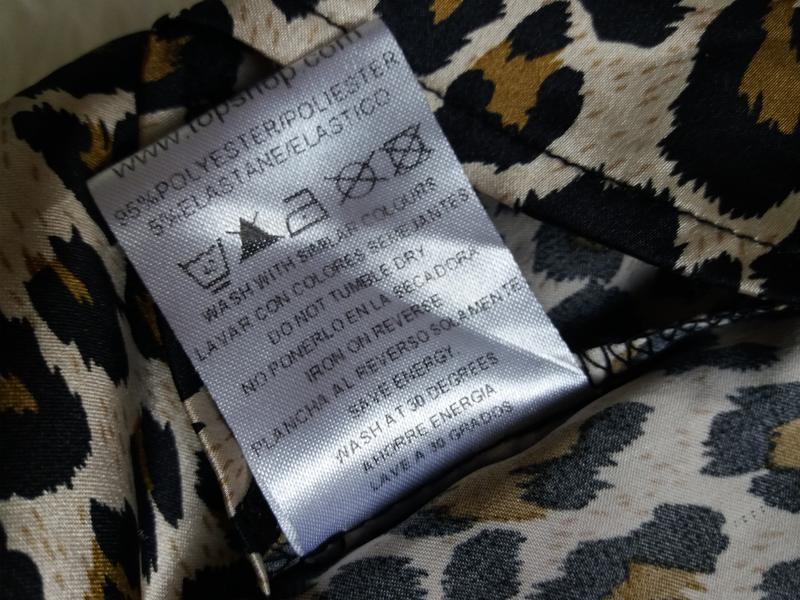 www.Topshop.com
95%POLYESTER/POLIESTER
5%ELASTANE/ELASTICO
WASH WITH SIMILAR COLOURS
LAVAR CON COLORES SEMEJANTES
DO NOT TUMBLE DRY
NO PONERLO EN LA SECADORA
IRON ON REVERSE
PLANCHA AL REVERSO SOLAMENTE
SAVE ENERGY
WASH AT 30 DEGREES
AHORRE ENERGIA
LAVE A 30 GRADOS